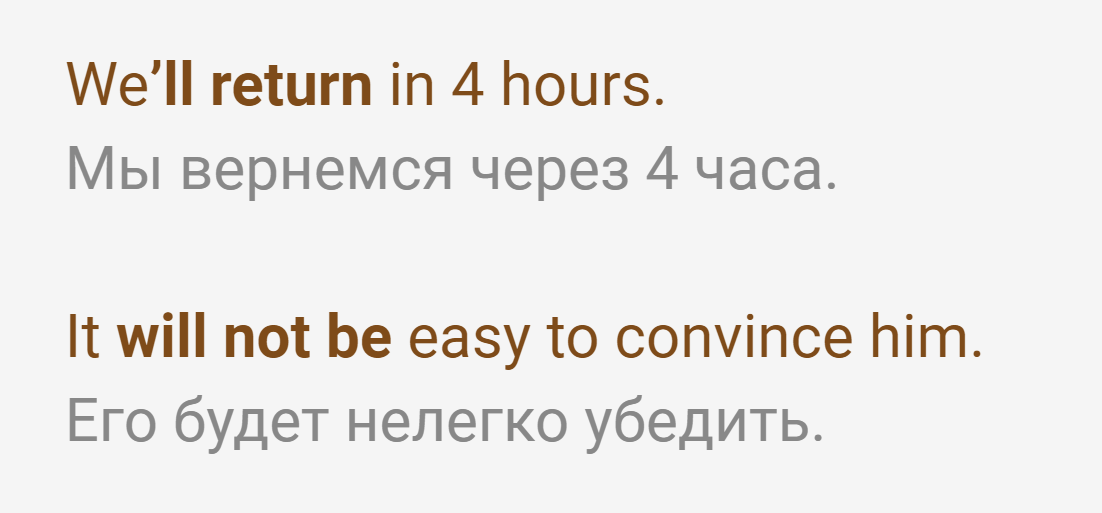 We’ll return in 4 hours.
Мы вернемся через 4 часа.
It will not be easy to convince him.
Его будет нелегко убедить.